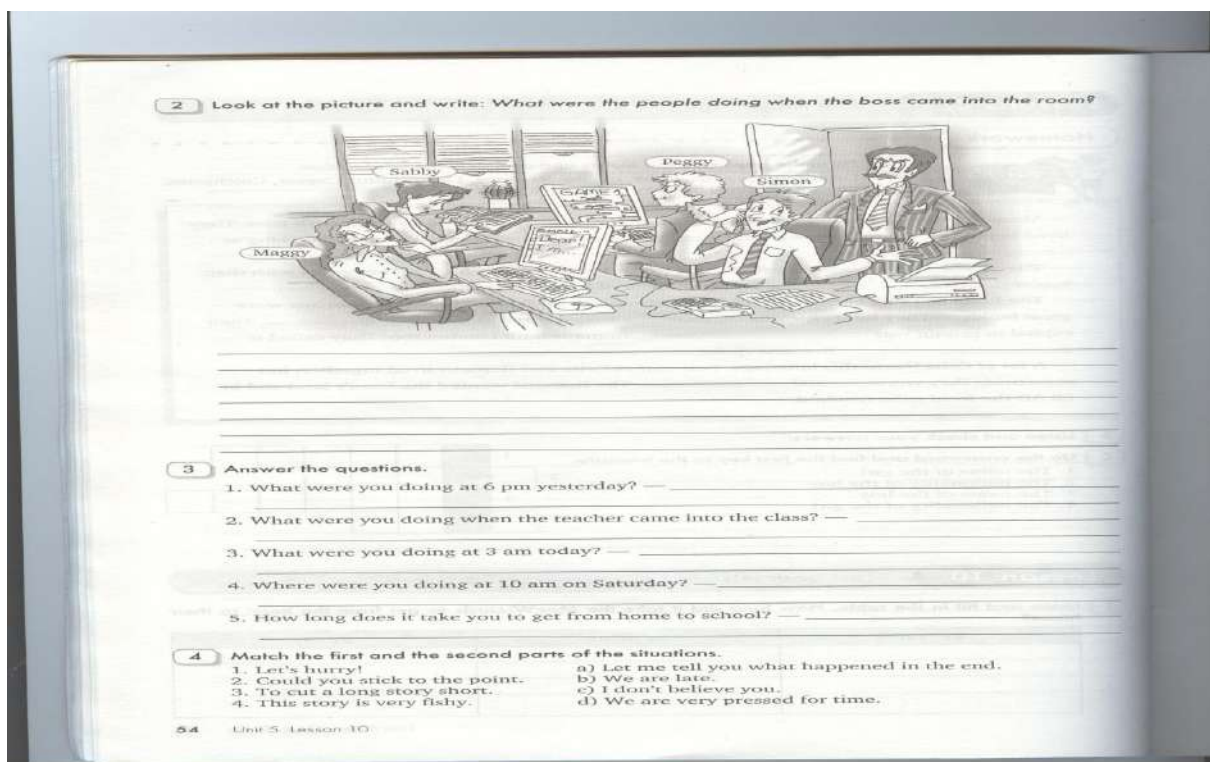 2 Look at the picture and write: What were the people doing when the boss came into the room?
Peggy
Sabby
Simon
GAME
Dear
Maggy
3 Answer the questions.
1. What were you doing at 6 pm yesterday? —
2. What were you doing when the teacher came into the class? —
3. What were you doing at 3 am today? —
4. Where were you doing at 10 am on Saturday? —
5. How long does it take you to get from home to school? —
4 Match the first and the second parts of the situations.
1. Let's hurry! a) Let me tell you what happened in the end.
2. Could you stick to the point. b) We are late.
3. To cut a long story short. c) I don't believe you.
4. This story is very fishy. d) We are very pressed for time.
54 Unit 5 Lesson 10